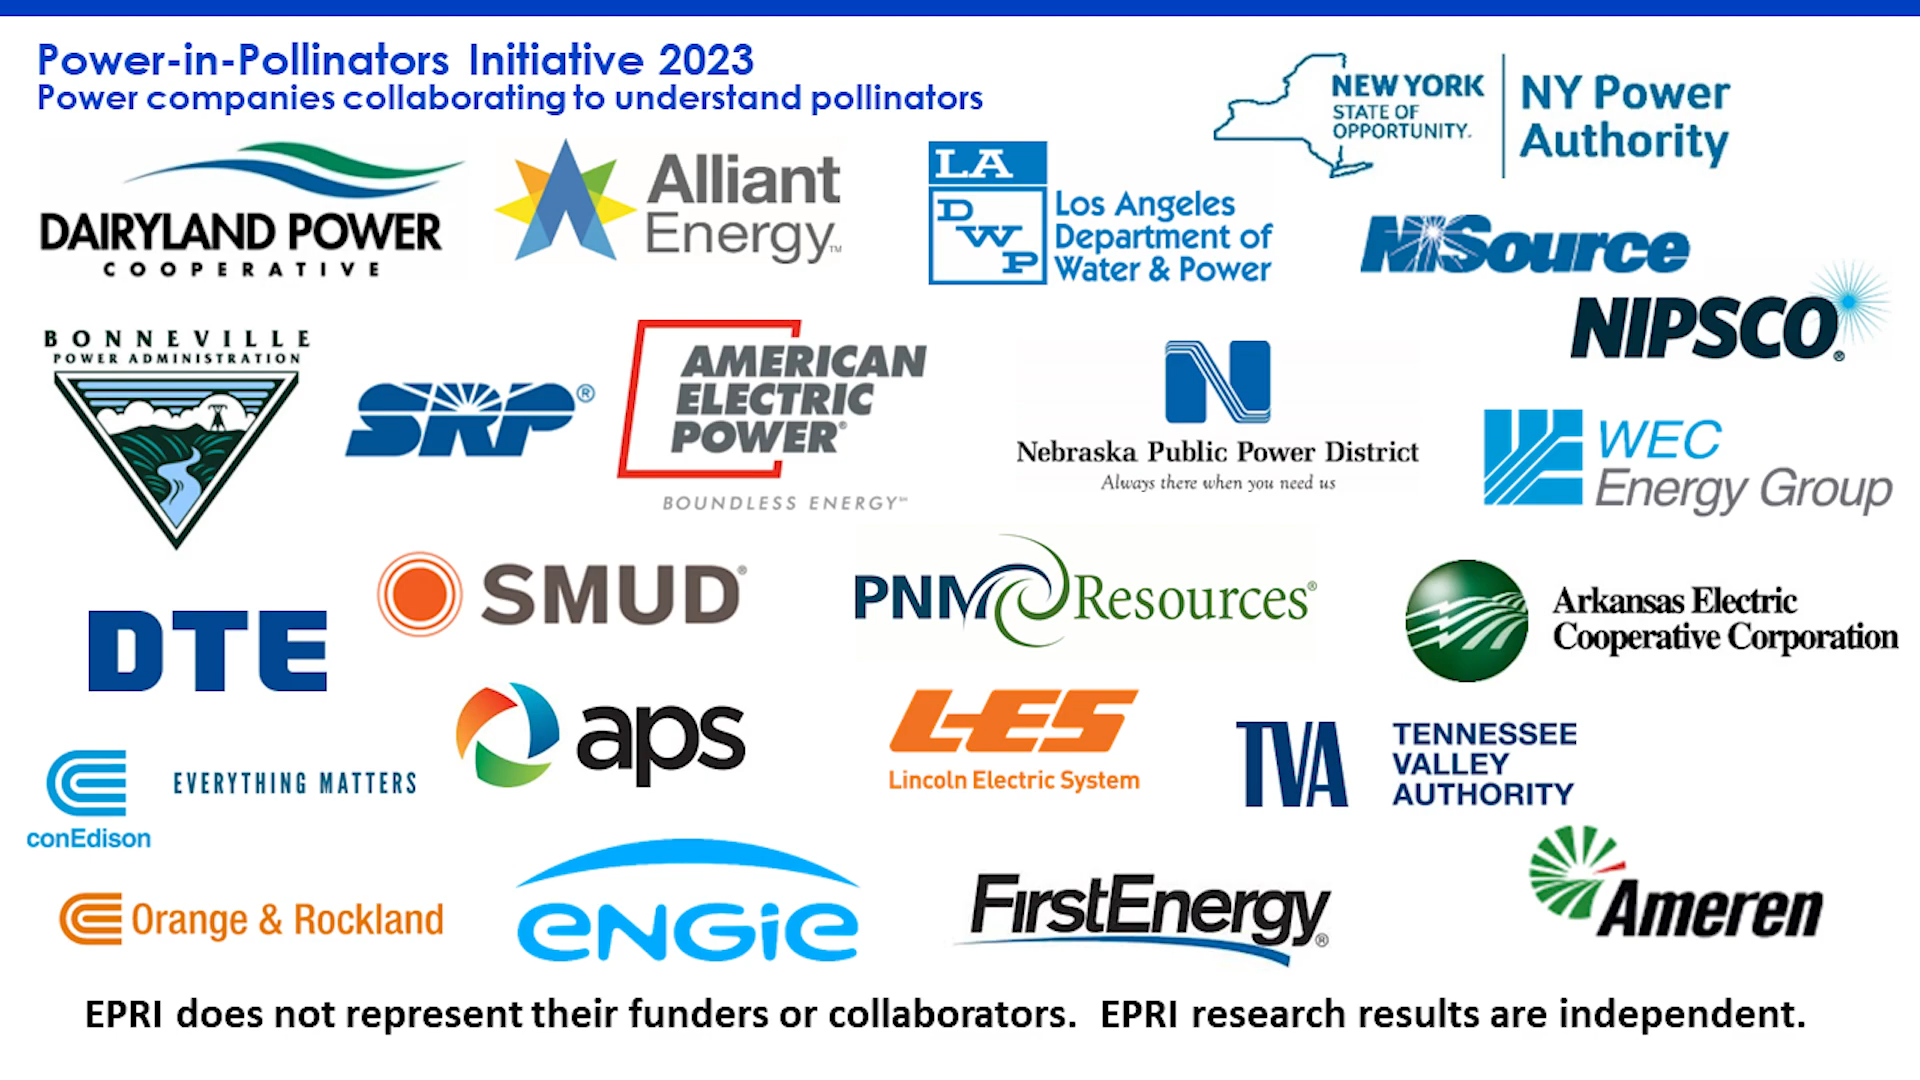 Power-in-Pollinators Initiative 2023
Power companies collaborating to understand pollinators
NEW YORK
STATE OF
OPPORTUNITY.
NY Power
Authority
DAIRYLAND POWER
COOPERATIVE
Alliant
Energy™
LA
DWP
Los Angeles
Department of
Water & Power
NiSource
NIPSCO®
BONNEVILLE
POWER ADMINISTRATION
SRP®
AMERICAN
ELECTRIC
POWER®
BOUNDLESS ENERGY℠
N
Nebraska Public Power District
Always there when you need us
WEC
Energy Group
DTE
SMUD®
PNM Resources®
Arkansas Electric
Cooperative Corporation
aps
LES
Lincoln Electric System
TVA
TENNESSEE
VALLEY
AUTHORITY
conEdison
EVERYTHING MATTERS
Orange & Rockland
ENGiE
FirstEnergy®
Ameren
EPRI does not represent their funders or collaborators. EPRI research results are independent.